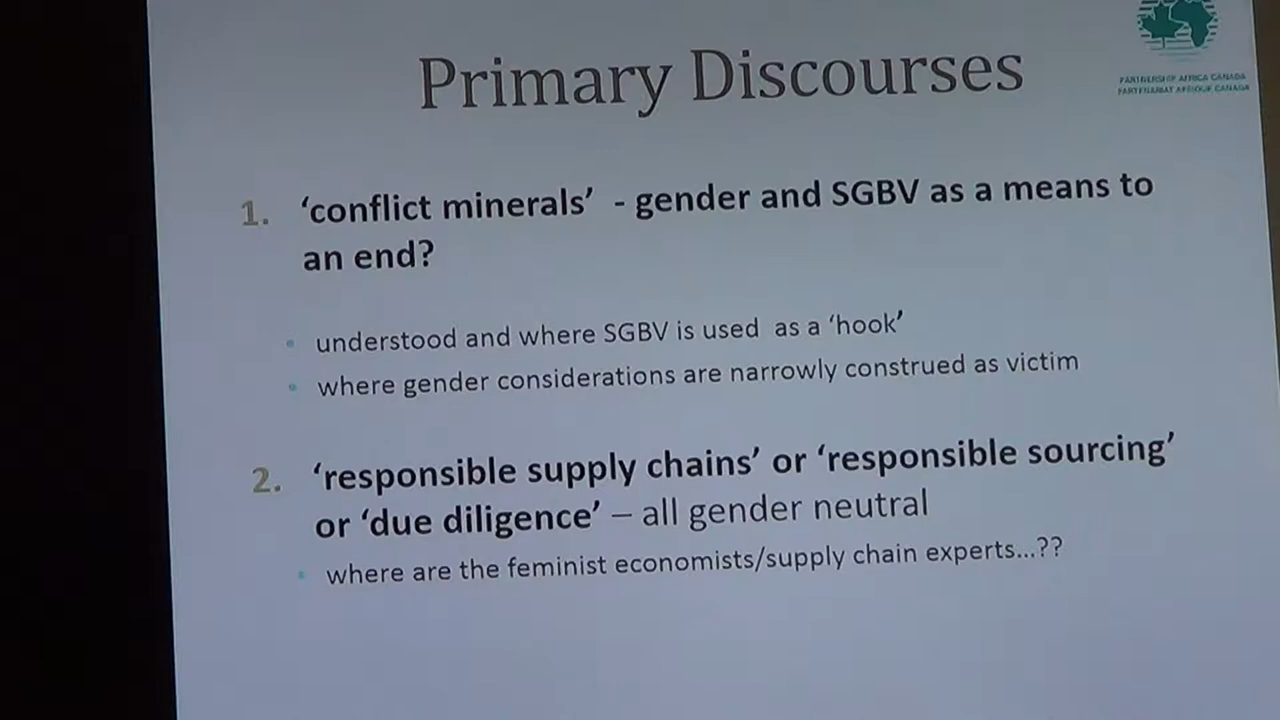 Primary Discourses
PARTNERSHIP AFRICA CANADA
PARTENARIAT AFRIQUE CANADA
1. ‘conflict minerals’ - gender and SGBV as a means to
an end?
understood and where SGBV is used as a ‘hook’
where gender considerations are narrowly construed as victim
2. ‘responsible supply chains’ or ‘responsible sourcing’
or ‘due diligence’ – all gender neutral
where are the feminist economists/supply chain experts...??